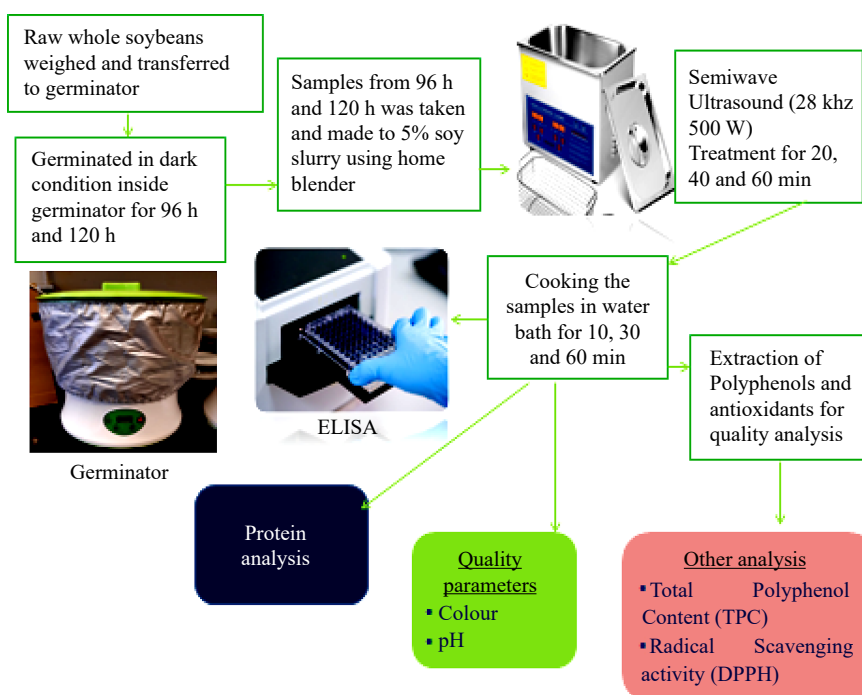 Raw whole soybeans
weighed and transferred
to germinator
Germinated in dark
condition inside
germinator for 96 h
and 120 h
Germinator
Samples from 96 h
and 120 h was taken
and made to 5% soy
slurry using home
blender
Semiwave
Ultrasound (28 khz
500 W)
Treatment for 20,
40 and 60 min
Cooking the
samples in water
bath for 10, 30
and 60 min
ELISA
Extraction of
Polyphenols and
antioxidants for
quality analysis
Protein
analysis
Quality
parameters
▪ Colour
▪ pH
Other analysis
▪ Total Polyphenol
Content (TPC)
▪ Radical Scavenging
activity (DPPH)